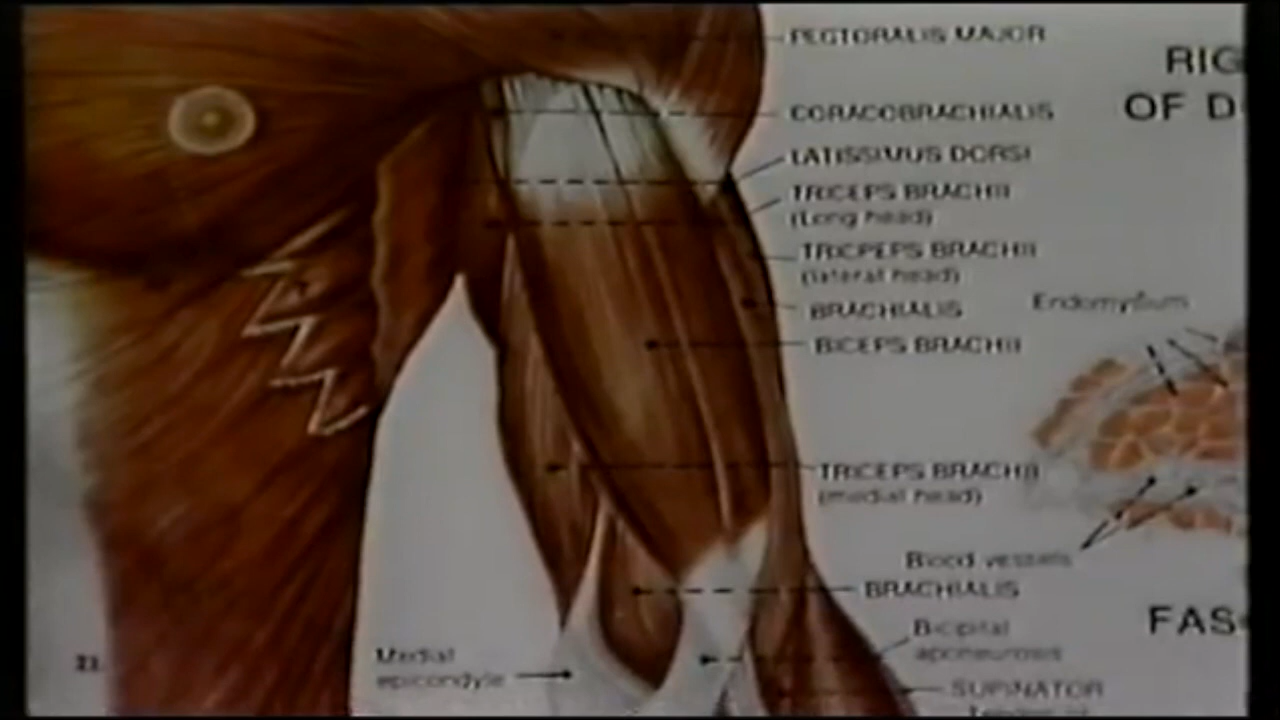 PECTORALIS MAJOR
RIG
CORACOBRACHIALIS
OF D
LATISSIMUS DORSI
TRICEPS BRACHII
(Long head)
TRICPEPS BRACHII
(lateral head)
BRACHIALIS
Endomysium
BICEPS BRACHII
TRICEPS BRACHII
(medial head)
Blood vessels
BRACHIALIS
FAS
Bicipital
aponeurosis
Medial
epicondyle
SUPINATOR